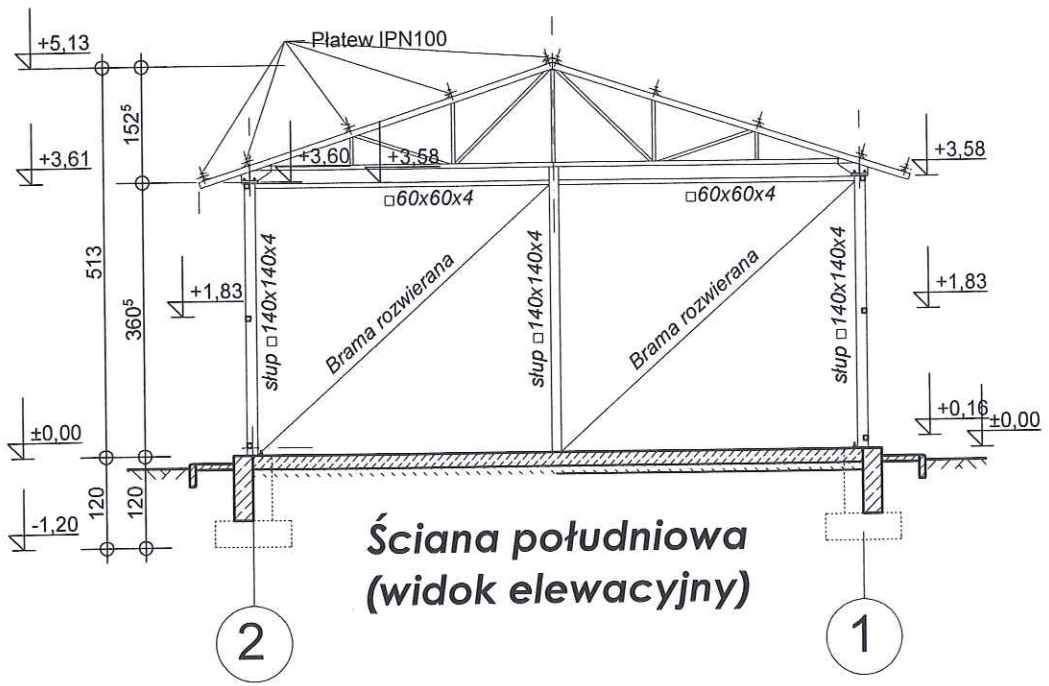 +5,13
Płatew IPN100
152⁵
+3,61
+3,60
+3,58
+3,58
□60x60x4
□60x60x4
513
360⁵
+1,83
słup □140x140x4
Brama rozwierana
słup □140x140x4
Brama rozwierana
słup □140x140x4
+1,83
+0,16
±0,00
±0,00
120
120
-1,20
Ściana południowa
(widok elewacyjny)
2
1